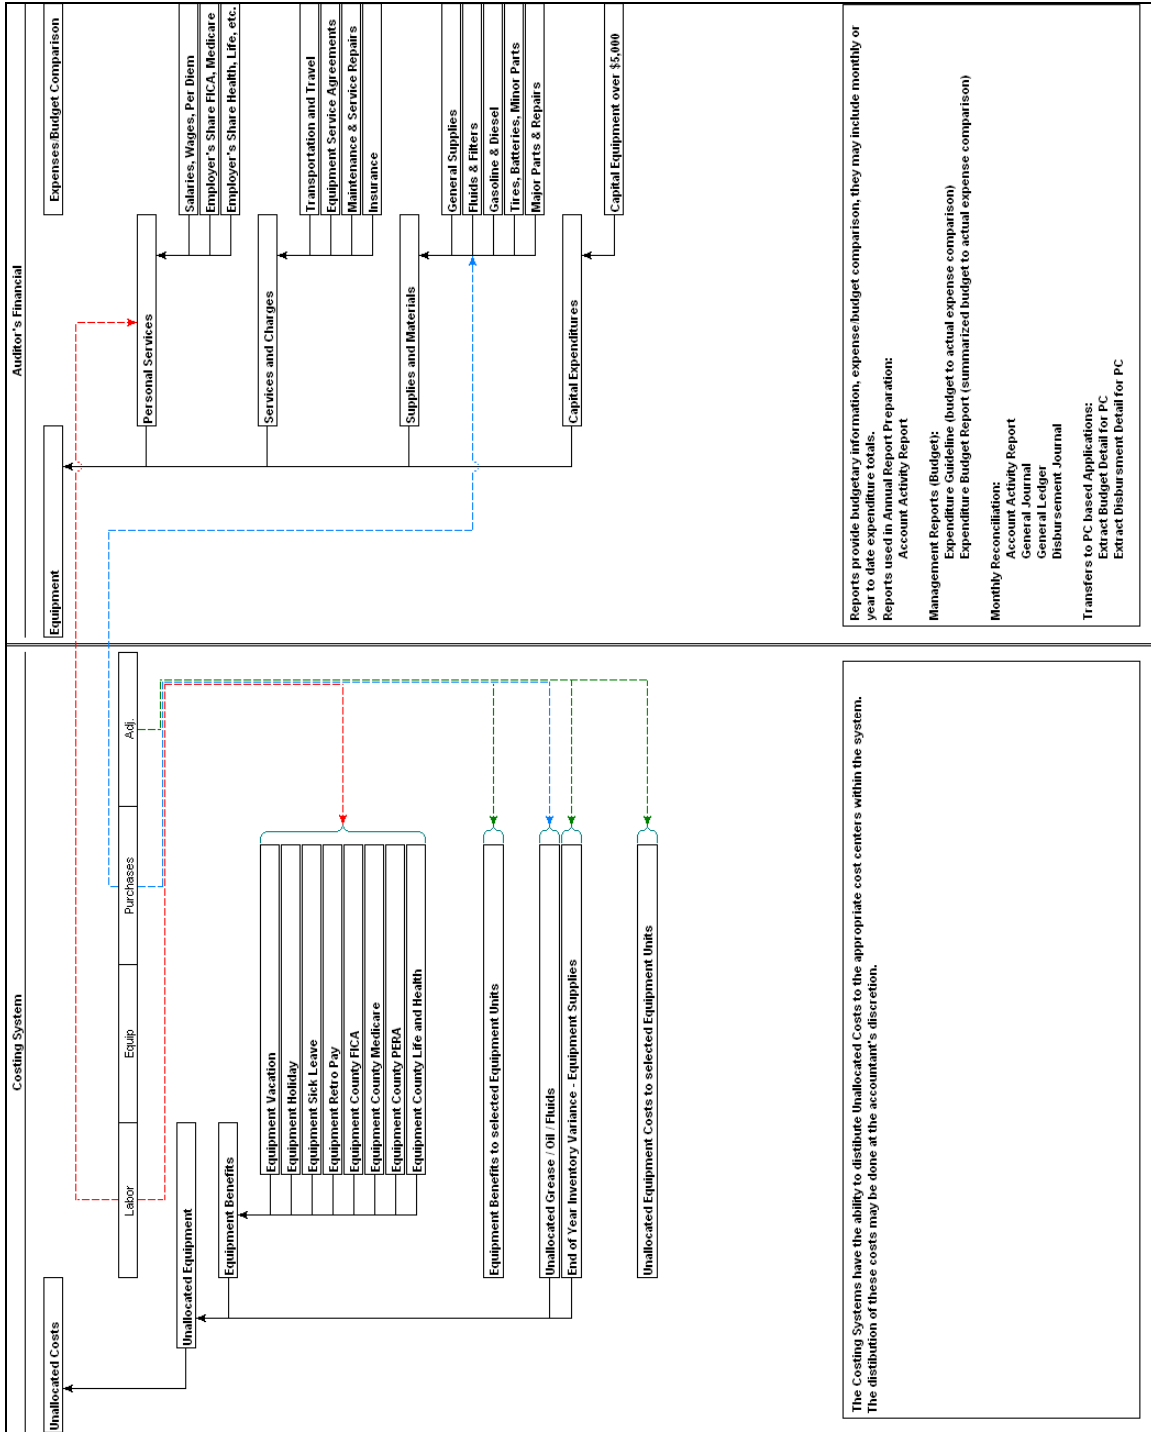 Costing System
Unallocated Costs
Labor
Equip
Purchases
Adj.
Unallocated Equipment
Equipment Benefits
Equipment Vacation
Equipment Holiday
Equipment Sick Leave
Equipment Retro Pay
Equipment County FICA
Equipment County Medicare
Equipment County PERA
Equipment County Life and Health
Equipment Benefits to selected Equipment Units
Unallocated Grease / Oil / Fluids
End of Year Inventory Variance - Equipment Supplies
Unallocated Equipment Costs to selected Equipment Units
The Costing Systems have the ability to distibute Unallocated Costs to the appropriate cost centers within the system.
The distibution of these costs may be done at the accountant's discretion.
Auditor's Financial
Equipment
Expenses/Budget Comparison
Personal Services
Salaries, Wages, Per Diem
Employer's Share FICA, Medicare
Employer's Share Health, Life, etc.
Services and Charges
Transportation and Travel
Equipment Service Agreements
Maintenance & Service Repairs
Insurance
Supplies and Materials
General Supplies
Fluids & Filters
Gasoline & Diesel
Tires, Batteries, Minor Parts
Major Parts & Repairs
Capital Expenditures
Capital Equipment over $5,000
Reports provide budgetary information, expense/budget comparison, they may include monthly or
year to date expenditure totals.
Reports used in Annual Report Preparation:
Account Activity Report
Management Reports (Budget):
Expenditure Guideline (budget to actual expense comparison)
Expenditure Budget Report (summarized budget to actual expense comparison)
Monthly Reconciliation:
Account Activity Report
General Journal
General Ledger
Disbursement Journal
Transfers to PC based Applications:
Extract Budget Detail for PC
Extract Disbursment Detail for PC